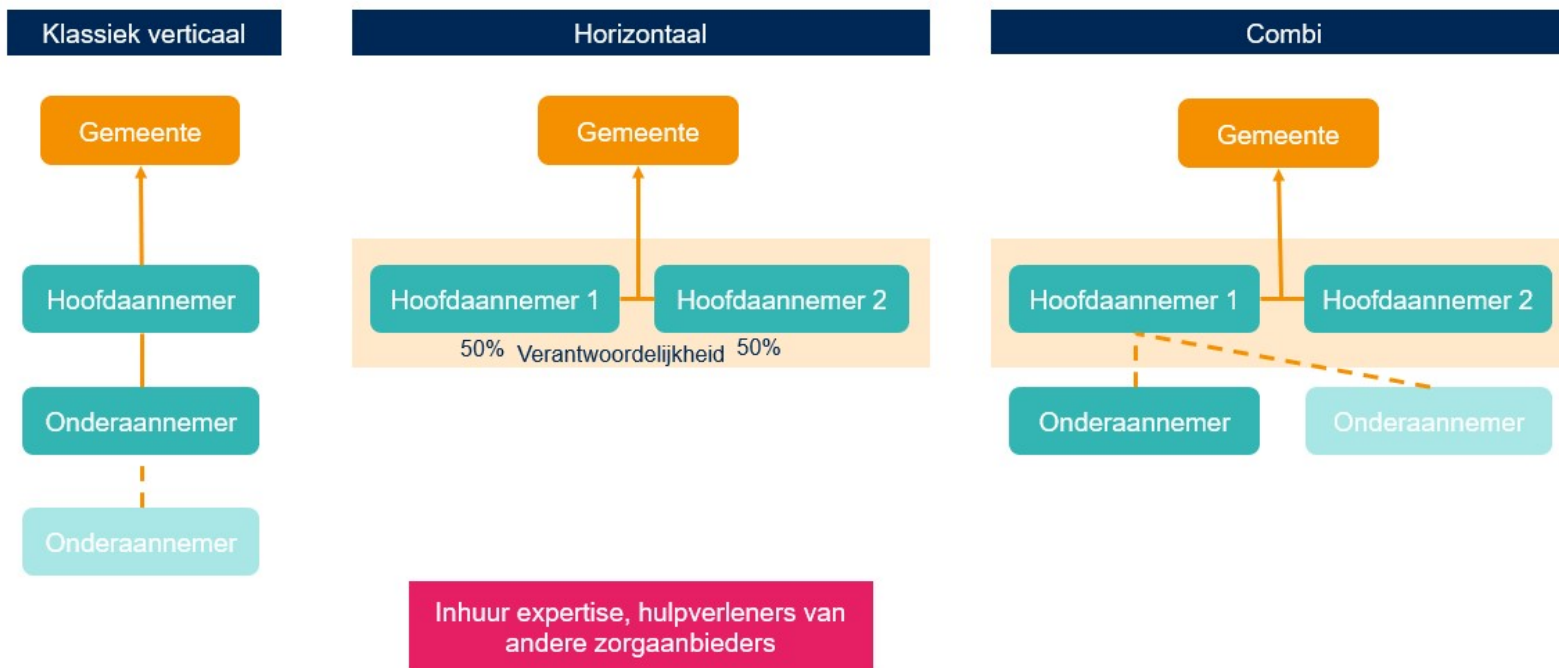 Klassiek verticaal
Gemeente
Hoofdaannemer
Onderaannemer
Onderaannemer
Horizontaal
Gemeente
Hoofdaannemer 1
Hoofdaannemer 2
50% Verantwoordelijkheid 50%
Inhuur expertise, hulpverleners van
andere zorgaanbieders
Combi
Gemeente
Hoofdaannemer 1
Hoofdaannemer 2
Onderaannemer
Onderaannemer